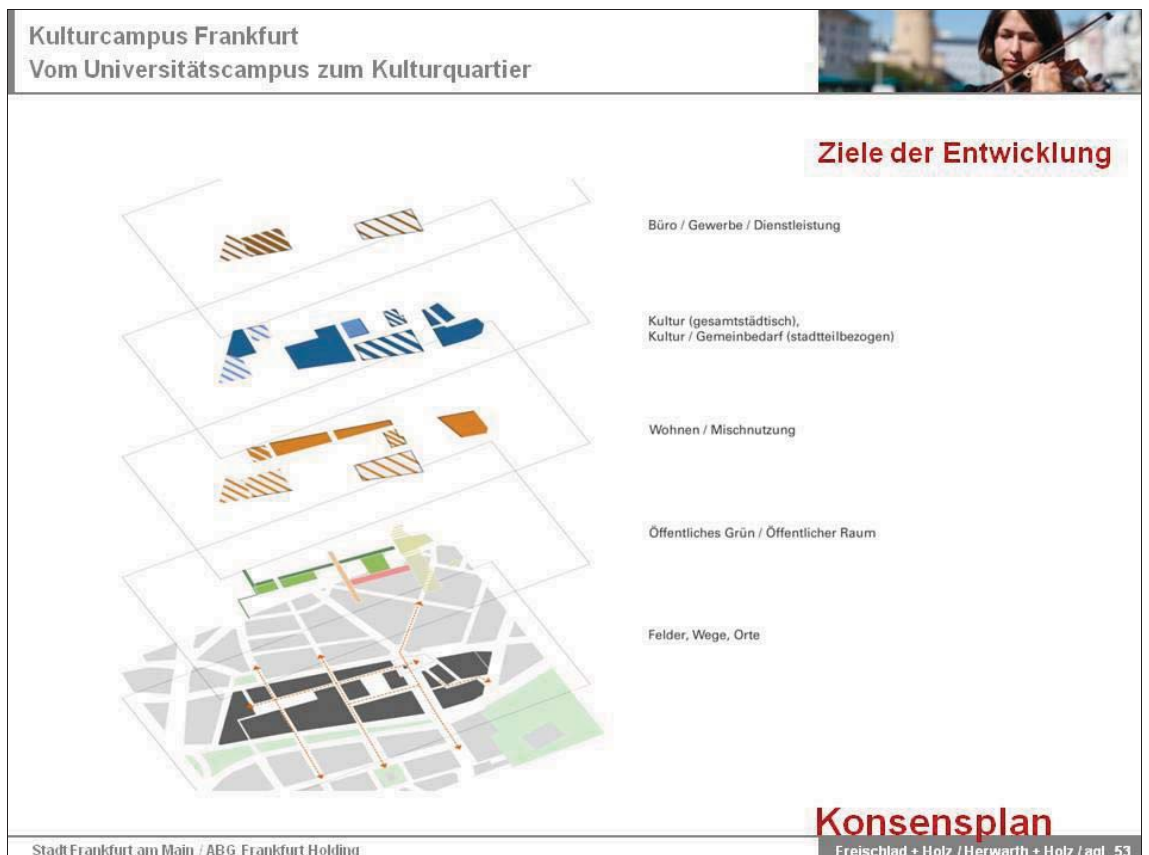 Kulturcampus Frankfurt
Vom Universitätscampus zum Kulturquartier
Ziele der Entwicklung
Büro / Gewerbe / Dienstleistung
Kultur (gesamtstädtisch),
Kultur / Gemeinbedarf (stadtteilbezogen)
Wohnen / Mischnutzung
Öffentliches Grün / Öffentlicher Raum
Felder, Wege, Orte
Konsensplan
Stadt Frankfurt am Main / ABG Frankfurt Holding
Freischlad + Holz / Herwarth + Holz / agl 53